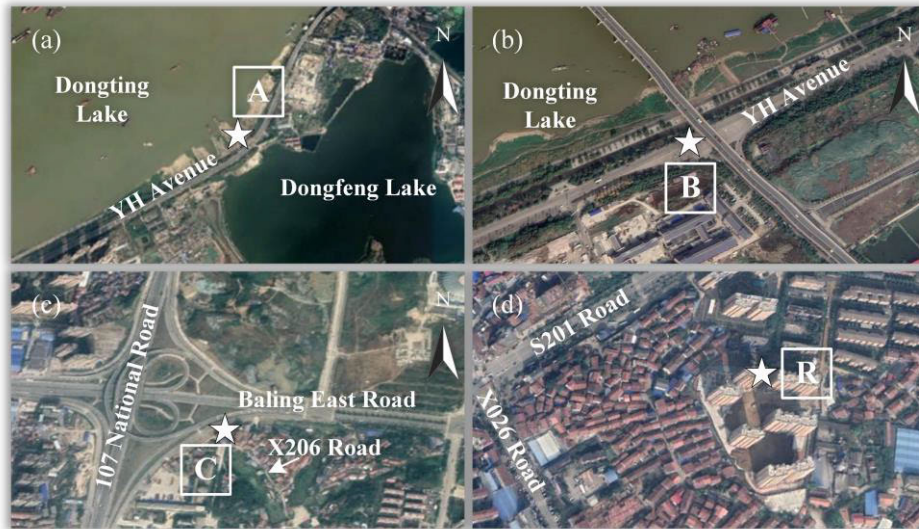 (a)
N
A
Dongting
Lake
YH Avenue
Dongfeng Lake
(b)
N
Dongting
Lake
YH Avenue
B
(c)
N
107 National Road
Baling East Road
X206 Road
C
(d)
S201 Road
R
X026 Road